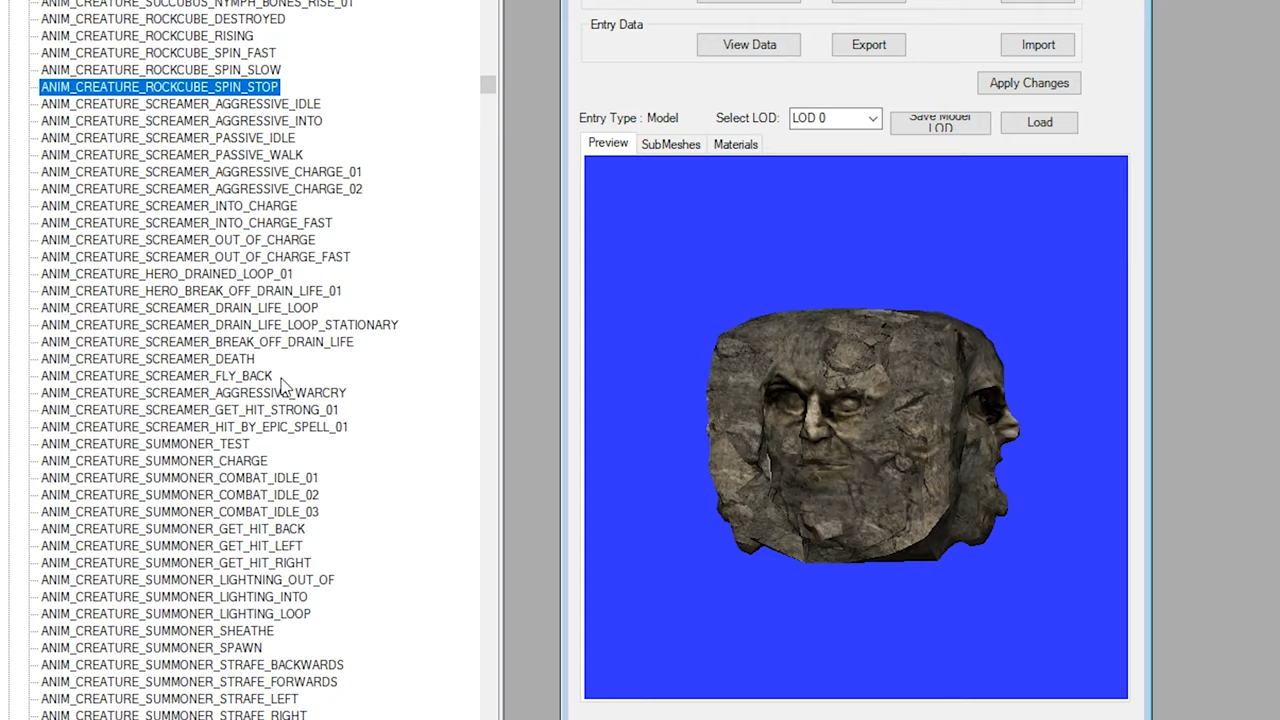 ANIM_CREATURE_SUCCUBUS_NYMPH_BONES_RISE_01
ANIM_CREATURE_ROCKCUBE_DESTROYED
ANIM_CREATURE_ROCKCUBE_RISING
ANIM_CREATURE_ROCKCUBE_SPIN_FAST
ANIM_CREATURE_ROCKCUBE_SPIN_SLOW
ANIM_CREATURE_ROCKCUBE_SPIN_STOP
ANIM_CREATURE_SCREAMER_AGGRESSIVE_IDLE
ANIM_CREATURE_SCREAMER_AGGRESSIVE_INTO
ANIM_CREATURE_SCREAMER_PASSIVE_IDLE
ANIM_CREATURE_SCREAMER_PASSIVE_WALK
ANIM_CREATURE_SCREAMER_AGGRESSIVE_CHARGE_01
ANIM_CREATURE_SCREAMER_AGGRESSIVE_CHARGE_02
ANIM_CREATURE_SCREAMER_INTO_CHARGE
ANIM_CREATURE_SCREAMER_INTO_CHARGE_FAST
ANIM_CREATURE_SCREAMER_OUT_OF_CHARGE
ANIM_CREATURE_SCREAMER_OUT_OF_CHARGE_FAST
ANIM_CREATURE_HERO_DRAINED_LOOP_01
ANIM_CREATURE_HERO_BREAK_OFF_DRAIN_LIFE_01
ANIM_CREATURE_SCREAMER_DRAIN_LIFE_LOOP
ANIM_CREATURE_SCREAMER_DRAIN_LIFE_LOOP_STATIONARY
ANIM_CREATURE_SCREAMER_BREAK_OFF_DRAIN_LIFE
ANIM_CREATURE_SCREAMER_DEATH
ANIM_CREATURE_SCREAMER_FLY_BACK
ANIM_CREATURE_SCREAMER_AGGRESSIVE_WARCRY
ANIM_CREATURE_SCREAMER_GET_HIT_STRONG_01
ANIM_CREATURE_SCREAMER_HIT_BY_EPIC_SPELL_01
ANIM_CREATURE_SUMMONER_TEST
ANIM_CREATURE_SUMMONER_CHARGE
ANIM_CREATURE_SUMMONER_COMBAT_IDLE_01
ANIM_CREATURE_SUMMONER_COMBAT_IDLE_02
ANIM_CREATURE_SUMMONER_COMBAT_IDLE_03
ANIM_CREATURE_SUMMONER_GET_HIT_BACK
ANIM_CREATURE_SUMMONER_GET_HIT_LEFT
ANIM_CREATURE_SUMMONER_GET_HIT_RIGHT
ANIM_CREATURE_SUMMONER_LIGHTNING_OUT_OF
ANIM_CREATURE_SUMMONER_LIGHTING_INTO
ANIM_CREATURE_SUMMONER_LIGHTING_LOOP
ANIM_CREATURE_SUMMONER_SHEATHE
ANIM_CREATURE_SUMMONER_SPAWN
ANIM_CREATURE_SUMMONER_STRAFE_BACKWARDS
ANIM_CREATURE_SUMMONER_STRAFE_FORWARDS
ANIM_CREATURE_SUMMONER_STRAFE_LEFT
ANIM_CREATURE_SUMMONER_STRAFE_RIGHT
Entry Data
View Data Export Import
Apply Changes
Entry Type : Model Select LOD: LOD 0 Save Model LOD Load
Preview SubMeshes Materials